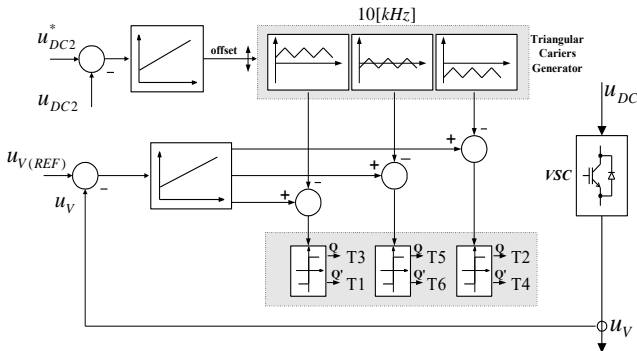 10[kHz]
u*DC2
offset
Triangular
Cariers
Generator
uDC2
uDC
uV(REF)
uV
VSC
Q T3
Q' T1
Q T5
Q' T6
Q T2
Q' T4
uV